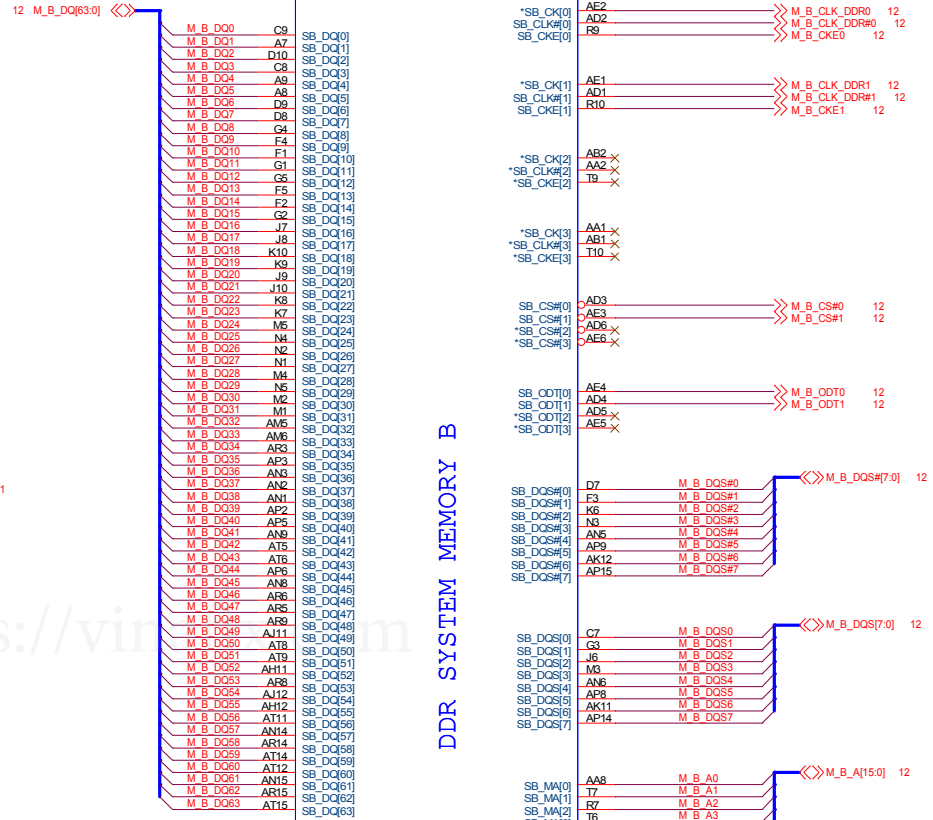 12 M_B_DQ[63:0]
M_B_DQ0 C9 SB_DQ[0]
M_B_DQ1 A7 SB_DQ[1]
M_B_DQ2 D10 SB_DQ[2]
M_B_DQ3 C8 SB_DQ[3]
M_B_DQ4 A9 SB_DQ[4]
M_B_DQ5 A8 SB_DQ[5]
M_B_DQ6 D9 SB_DQ[6]
M_B_DQ7 D8 SB_DQ[7]
M_B_DQ8 G4 SB_DQ[8]
M_B_DQ9 F4 SB_DQ[9]
M_B_DQ10 F1 SB_DQ[10]
M_B_DQ11 G1 SB_DQ[11]
M_B_DQ12 G5 SB_DQ[12]
M_B_DQ13 F5 SB_DQ[13]
M_B_DQ14 F2 SB_DQ[14]
M_B_DQ15 G2 SB_DQ[15]
M_B_DQ16 J7 SB_DQ[16]
M_B_DQ17 J8 SB_DQ[17]
M_B_DQ18 K10 SB_DQ[18]
M_B_DQ19 K9 SB_DQ[19]
M_B_DQ20 J9 SB_DQ[20]
M_B_DQ21 J10 SB_DQ[21]
M_B_DQ22 K8 SB_DQ[22]
M_B_DQ23 K7 SB_DQ[23]
M_B_DQ24 M5 SB_DQ[24]
M_B_DQ25 N4 SB_DQ[25]
M_B_DQ26 N2 SB_DQ[26]
M_B_DQ27 N1 SB_DQ[27]
M_B_DQ28 M4 SB_DQ[28]
M_B_DQ29 N5 SB_DQ[29]
M_B_DQ30 M2 SB_DQ[30]
M_B_DQ31 M1 SB_DQ[31]
M_B_DQ32 AM5 SB_DQ[32]
M_B_DQ33 AM6 SB_DQ[33]
M_B_DQ34 AR3 SB_DQ[34]
M_B_DQ35 AP3 SB_DQ[35]
M_B_DQ36 AN3 SB_DQ[36]
M_B_DQ37 AN2 SB_DQ[37]
M_B_DQ38 AN1 SB_DQ[38]
M_B_DQ39 AP2 SB_DQ[39]
M_B_DQ40 AP5 SB_DQ[40]
M_B_DQ41 AN9 SB_DQ[41]
M_B_DQ42 AT5 SB_DQ[42]
M_B_DQ43 AT6 SB_DQ[43]
M_B_DQ44 AP6 SB_DQ[44]
M_B_DQ45 AN8 SB_DQ[45]
M_B_DQ46 AR6 SB_DQ[46]
M_B_DQ47 AR5 SB_DQ[47]
M_B_DQ48 AR9 SB_DQ[48]
M_B_DQ49 AJ11 SB_DQ[49]
M_B_DQ50 AT8 SB_DQ[50]
M_B_DQ51 AT9 SB_DQ[51]
M_B_DQ52 AH11 SB_DQ[52]
M_B_DQ53 AR8 SB_DQ[53]
M_B_DQ54 AJ12 SB_DQ[54]
M_B_DQ55 AH12 SB_DQ[55]
M_B_DQ56 AT11 SB_DQ[56]
M_B_DQ57 AN14 SB_DQ[57]
M_B_DQ58 AR14 SB_DQ[58]
M_B_DQ59 AT14 SB_DQ[59]
M_B_DQ60 AT12 SB_DQ[60]
M_B_DQ61 AN15 SB_DQ[61]
M_B_DQ62 AR15 SB_DQ[62]
M_B_DQ63 AT15 SB_DQ[63]
1
DDR SYSTEM MEMORY B
*SB_CK[0] AE2 M_B_CLK_DDR0 12
SB_CLK#[0] AD2 M_B_CLK_DDR#0 12
SB_CKE[0] R9 M_B_CKE0 12
*SB_CK[1] AE1 M_B_CLK_DDR1 12
SB_CLK#[1] AD1 M_B_CLK_DDR#1 12
SB_CKE[1] R10 M_B_CKE1 12
*SB_CK[2] AB2
*SB_CLK#[2] AA2
*SB_CKE[2] T9
*SB_CK[3] AA1
*SB_CLK#[3] AB1
*SB_CKE[3] T10
SB_CS#[0] AD3 M_B_CS#0 12
SB_CS#[1] AE3 M_B_CS#1 12
*SB_CS#[2] AD6
*SB_CS#[3] AE6
SB_ODT[0] AE4 M_B_ODT0 12
SB_ODT[1] AD4 M_B_ODT1 12
*SB_ODT[2] AD5
*SB_ODT[3] AE5
M_B_DQS#[7:0] 12
SB_DQS#[0] D7 M_B_DQS#0
SB_DQS#[1] F3 M_B_DQS#1
SB_DQS#[2] K6 M_B_DQS#2
SB_DQS#[3] N3 M_B_DQS#3
SB_DQS#[4] AN5 M_B_DQS#4
SB_DQS#[5] AP9 M_B_DQS#5
SB_DQS#[6] AK12 M_B_DQS#6
SB_DQS#[7] AP15 M_B_DQS#7
M_B_DQS[7:0] 12
SB_DQS[0] C7 M_B_DQS0
SB_DQS[1] G3 M_B_DQS1
SB_DQS[2] J6 M_B_DQS2
SB_DQS[3] M3 M_B_DQS3
SB_DQS[4] AN6 M_B_DQS4
SB_DQS[5] AP8 M_B_DQS5
SB_DQS[6] AK11 M_B_DQS6
SB_DQS[7] AP14 M_B_DQS7
M_B_A[15:0] 12
SB_MA[0] AA8 M_B_A0
SB_MA[1] T7 M_B_A1
SB_MA[2] R7 M_B_A2
T6 M_B_A3